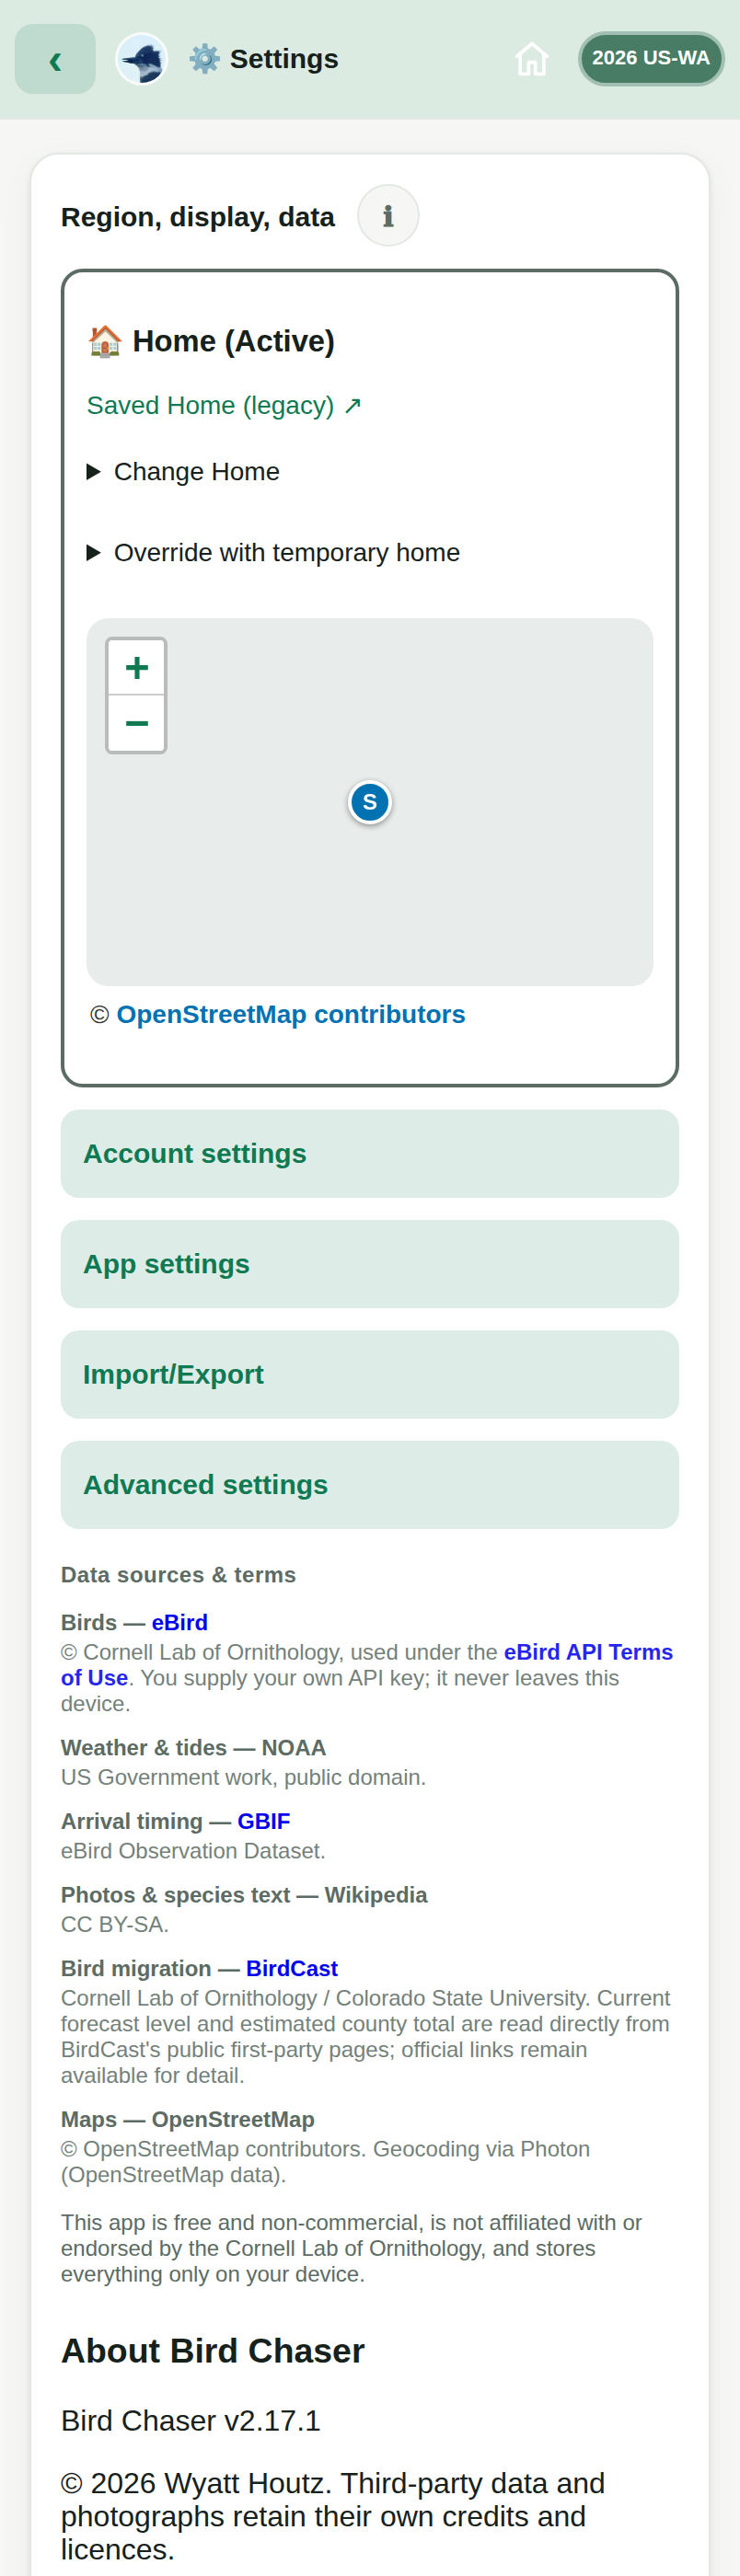 ‹ ⚙️ Settings 2026 US-WA
Region, display, data ℹ
🏠 Home (Active)
Saved Home (legacy) ↗
▶ Change Home
▶ Override with temporary home
+
−
S
© OpenStreetMap contributors
Account settings
App settings
Import/Export
Advanced settings
Data sources & terms
Birds — eBird
© Cornell Lab of Ornithology, used under the eBird API Terms
of Use. You supply your own API key; it never leaves this
device.
Weather & tides — NOAA
US Government work, public domain.
Arrival timing — GBIF
eBird Observation Dataset.
Photos & species text — Wikipedia
CC BY-SA.
Bird migration — BirdCast
Cornell Lab of Ornithology / Colorado State University. Current
forecast level and estimated county total are read directly from
BirdCast's public first-party pages; official links remain
available for detail.
Maps — OpenStreetMap
© OpenStreetMap contributors. Geocoding via Photon
(OpenStreetMap data).
This app is free and non-commercial, is not affiliated with or
endorsed by the Cornell Lab of Ornithology, and stores
everything only on your device.
About Bird Chaser
Bird Chaser v2.17.1
© 2026 Wyatt Houtz. Third-party data and
photographs retain their own credits and
licences.